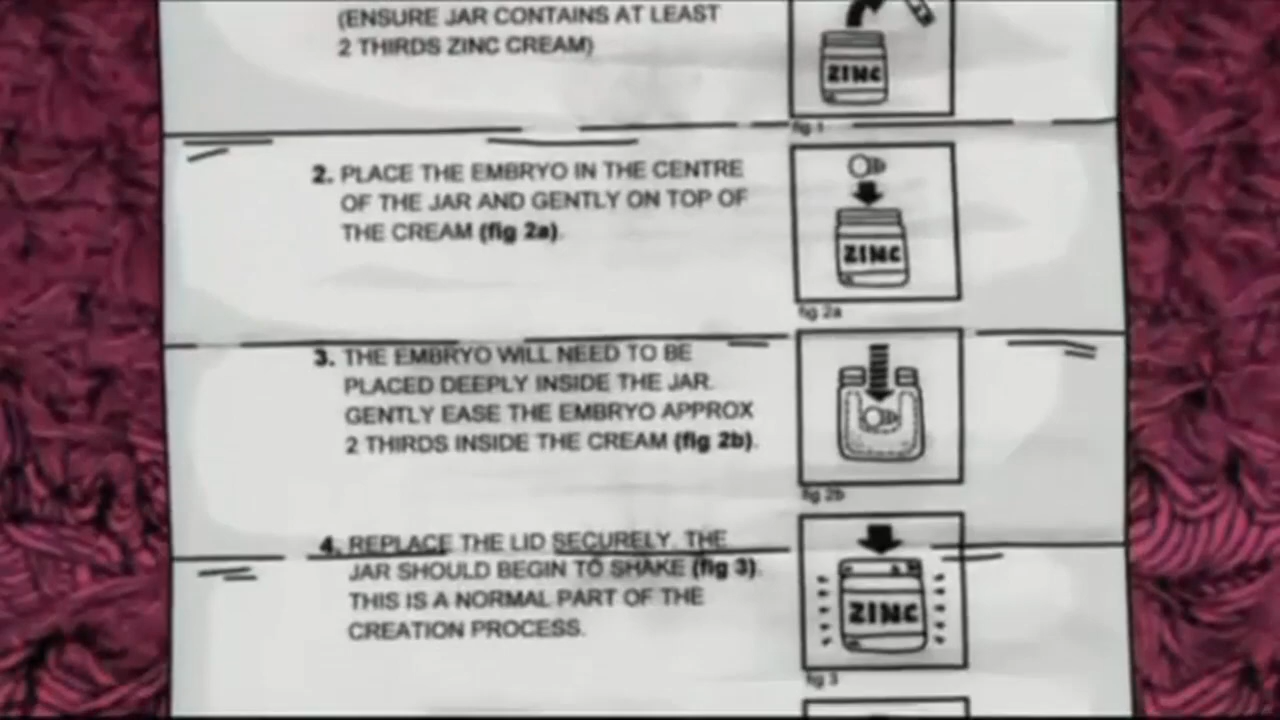 (ENSURE JAR CONTAINS AT LEAST
2 THIRDS ZINC CREAM)
ZINC
fig 1
2. PLACE THE EMBRYO IN THE CENTRE
OF THE JAR AND GENTLY ON TOP OF
THE CREAM (fig 2a).
ZINC
fig 2a
3. THE EMBRYO WILL NEED TO BE
PLACED DEEPLY INSIDE THE JAR.
GENTLY EASE THE EMBRYO APPROX
2 THIRDS INSIDE THE CREAM (fig 2b).
fig 2b
4. REPLACE THE LID SECURELY. THE
JAR SHOULD BEGIN TO SHAKE (fig 3).
THIS IS A NORMAL PART OF THE
CREATION PROCESS.
ZINC
fig 3